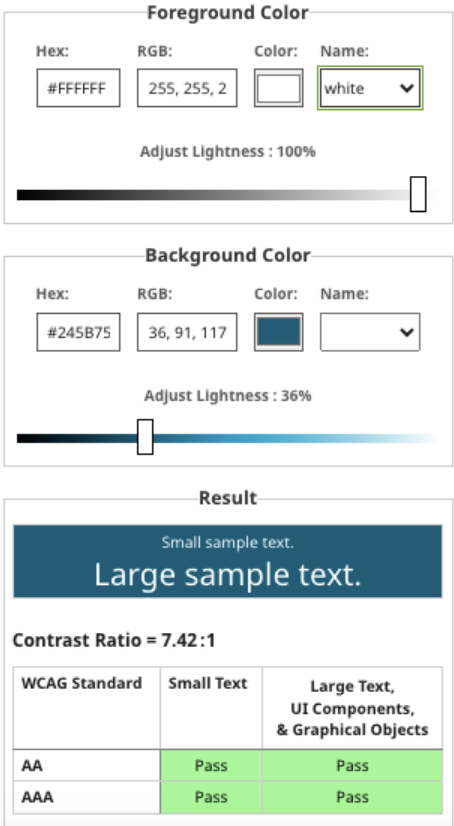 Foreground Color
Hex: RGB: Color: Name:
#FFFFFF 255, 255, 2 white
Adjust Lightness : 100%
Background Color
Hex: RGB: Color: Name:
#245B75 36, 91, 117
Adjust Lightness : 36%
Result
Small sample text.
Large sample text.
Contrast Ratio = 7.42:1
WCAG Standard Small Text Large Text,
UI Components,
& Graphical Objects
AA Pass Pass
AAA Pass Pass